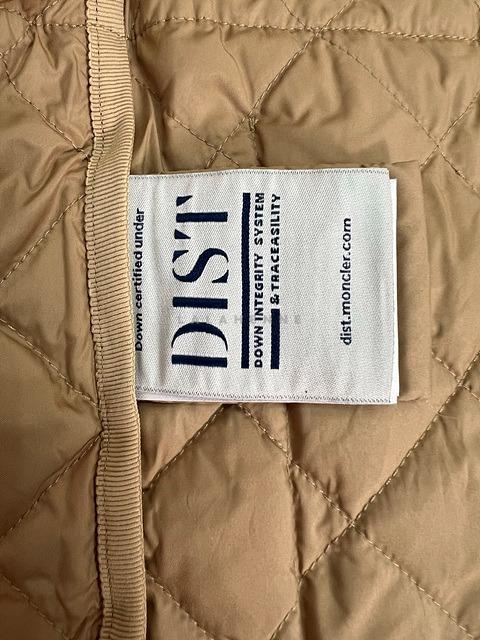 Down certified under
DIST
DOWN INTEGRITY SYSTEM
& TRACEABILITY
dist.moncler.com